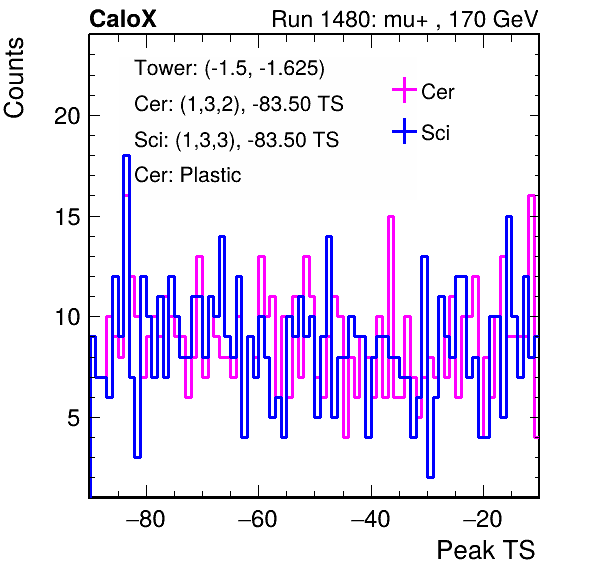 CaloX Run 1480: mu+ , 170 GeV
Counts
Tower: (-1.5, -1.625)
Cer: (1,3,2), -83.50 TS
Sci: (1,3,3), -83.50 TS
Cer: Plastic
Cer
Sci
20
15
10
5
−80 −60 −40 −20
Peak TS